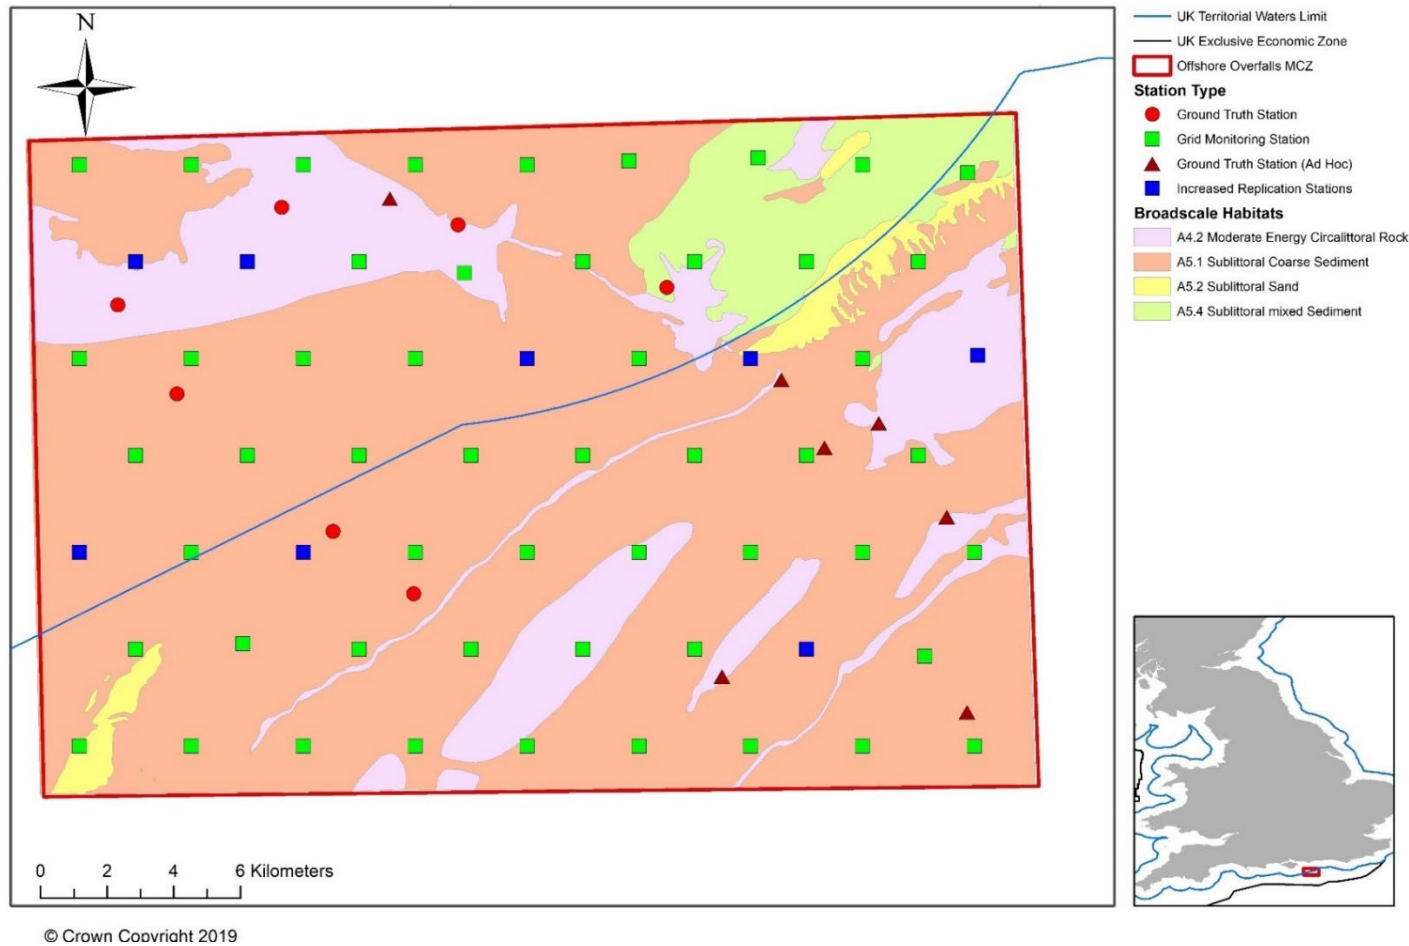 N
UK Territorial Waters Limit
UK Exclusive Economic Zone
Offshore Overfalls MCZ
Station Type
Ground Truth Station
Grid Monitoring Station
Ground Truth Station (Ad Hoc)
Increased Replication Stations
Broadscale Habitats
A4.2 Moderate Energy Circalittoral Rock
A5.1 Sublittoral Coarse Sediment
A5.2 Sublittoral Sand
A5.4 Sublittoral mixed Sediment
0 2 4 6 Kilometers
© Crown Copyright 2019